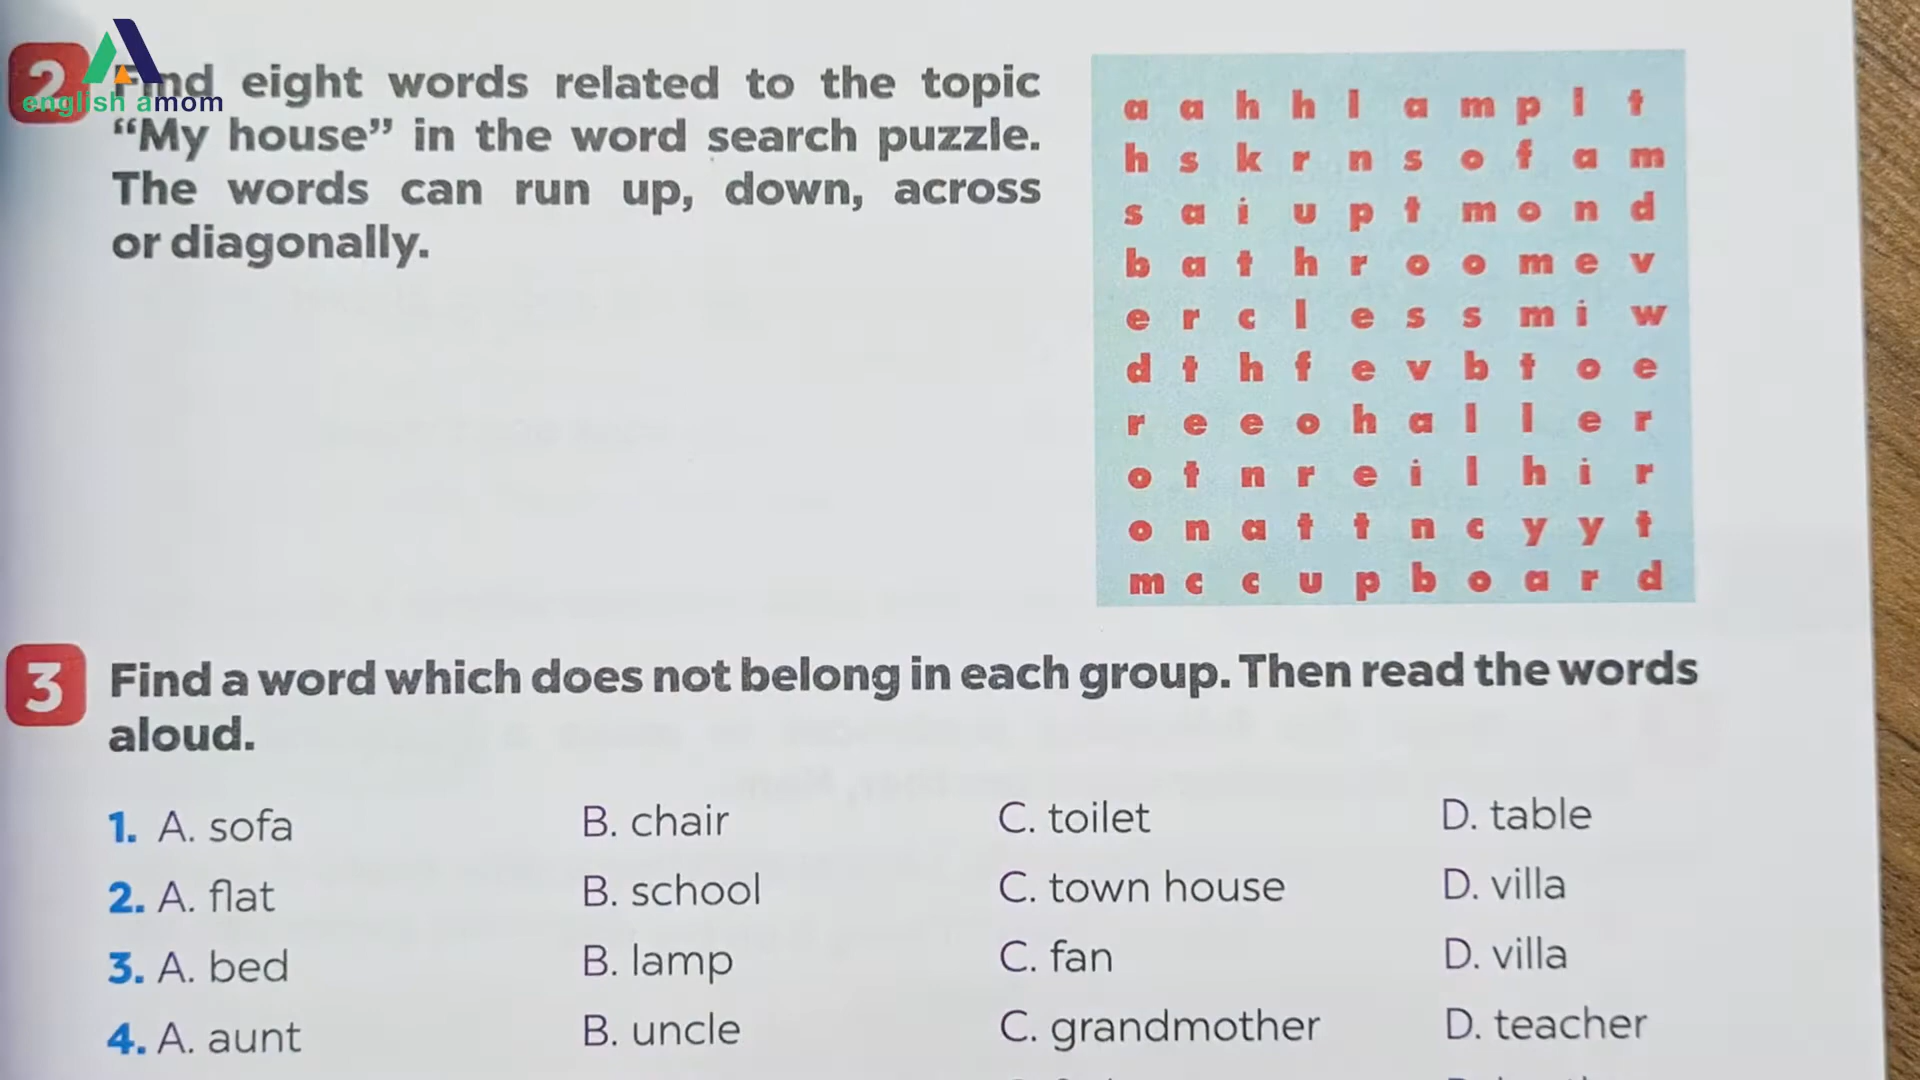 2 Find eight words related to the topic
english amom
“My house” in the word search puzzle.
The words can run up, down, across
or diagonally.
a a h h l a m p l t
h s k r n s o f a m
s a i u p t m o n d
b a t h r o o m e v
e r c l e s s m i w
d t h f e v b t o e
r e e o h a l l e r
o t n r e i l h i r
o n a t t n c y y t
m c c u p b o a r d
3 Find a word which does not belong in each group. Then read the words
aloud.
1. A. sofa B. chair C. toilet D. table
2. A. flat B. school C. town house D. villa
3. A. bed B. lamp C. fan D. villa
4. A. aunt B. uncle C. grandmother D. teacher